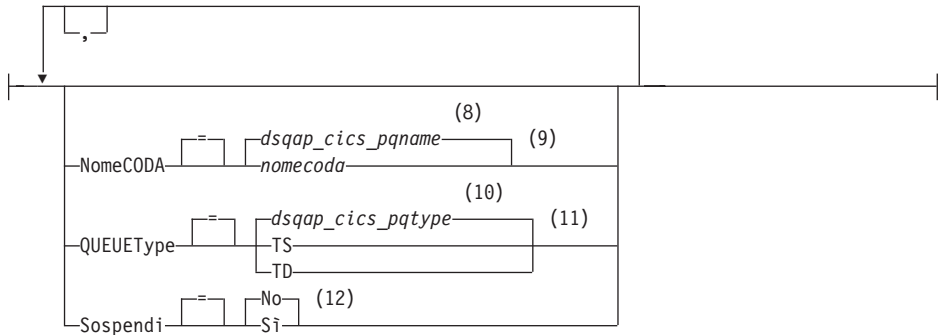 ,
(8)
= dsqap_cics_pqname (9)
NomeCODA nomecoda
(10)
= dsqap_cics_pqtype (11)
QUEUEType TS
TD
= No (12)
Sospendi Sì